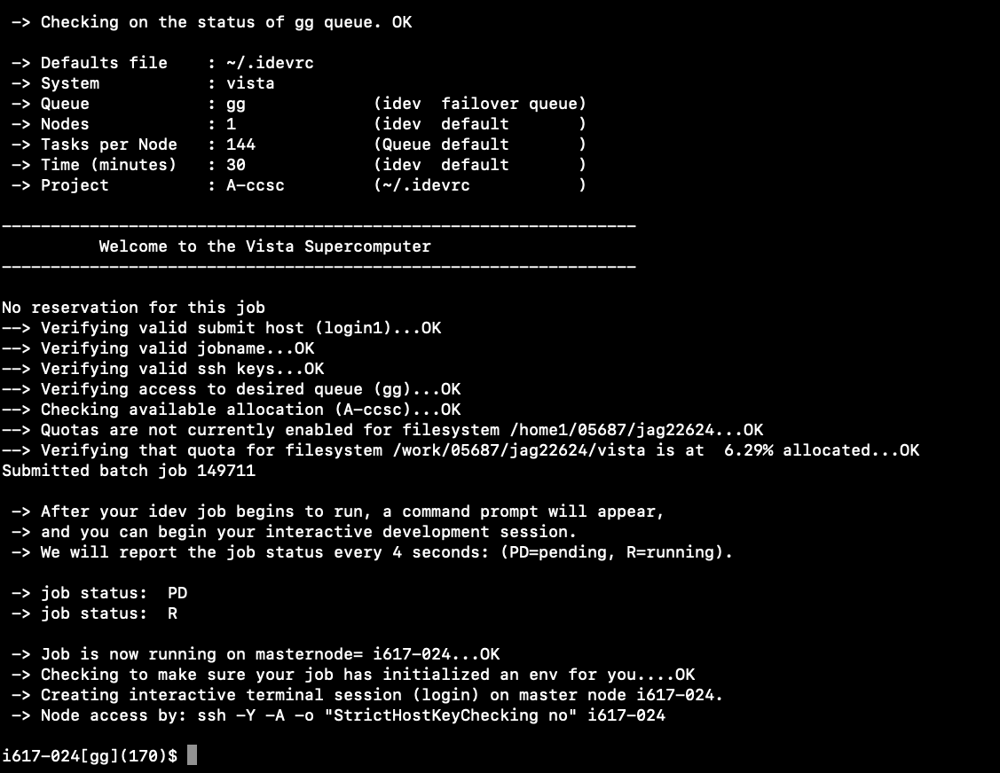 -> Checking on the status of gg queue. OK
-> Defaults file    : ~/.idevrc
-> System           : vista
-> Queue            : gg             (idev  failover queue)
-> Nodes            : 1              (idev  default       )
-> Tasks per Node   : 144            (Queue default       )
-> Time (minutes)   : 30             (idev  default       )
-> Project          : A-ccsc         (~/.idevrc           )
-----------------------------------------------------------------
          Welcome to the Vista Supercomputer
-----------------------------------------------------------------
No reservation for this job
--> Verifying valid submit host (login1)...OK
--> Verifying valid jobname...OK
--> Verifying valid ssh keys...OK
--> Verifying access to desired queue (gg)...OK
--> Checking available allocation (A-ccsc)...OK
--> Quotas are not currently enabled for filesystem /home1/05687/jag22624...OK
--> Verifying that quota for filesystem /work/05687/jag22624/vista is at  6.29% allocated...OK
Submitted batch job 149711
-> After your idev job begins to run, a command prompt will appear,
-> and you can begin your interactive development session.
-> We will report the job status every 4 seconds: (PD=pending, R=running).
-> job status:  PD
-> job status:  R
-> Job is now running on masternode= i617-024...OK
-> Checking to make sure your job has initialized an env for you....OK
-> Creating interactive terminal session (login) on master node i617-024.
-> Node access by: ssh -Y -A -o "StrictHostKeyChecking no" i617-024
i617-024[gg](170)$